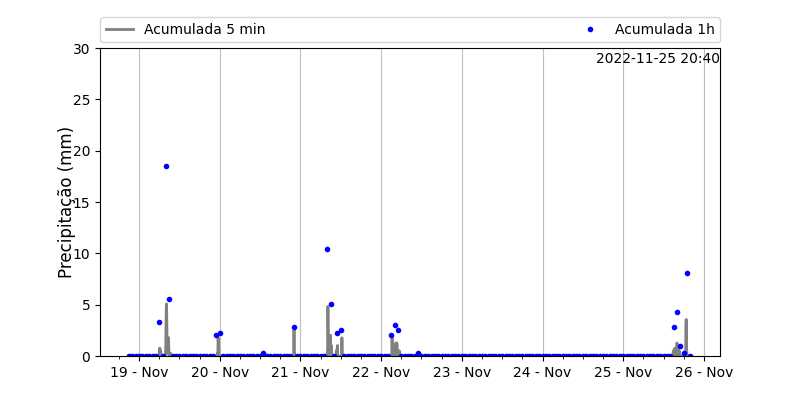 Acumulada 5 min
Acumulada 1h
2022-11-25 20:40
Precipitação (mm)
30
25
20
15
10
5
0
19 - Nov
20 - Nov
21 - Nov
22 - Nov
23 - Nov
24 - Nov
25 - Nov
26 - Nov